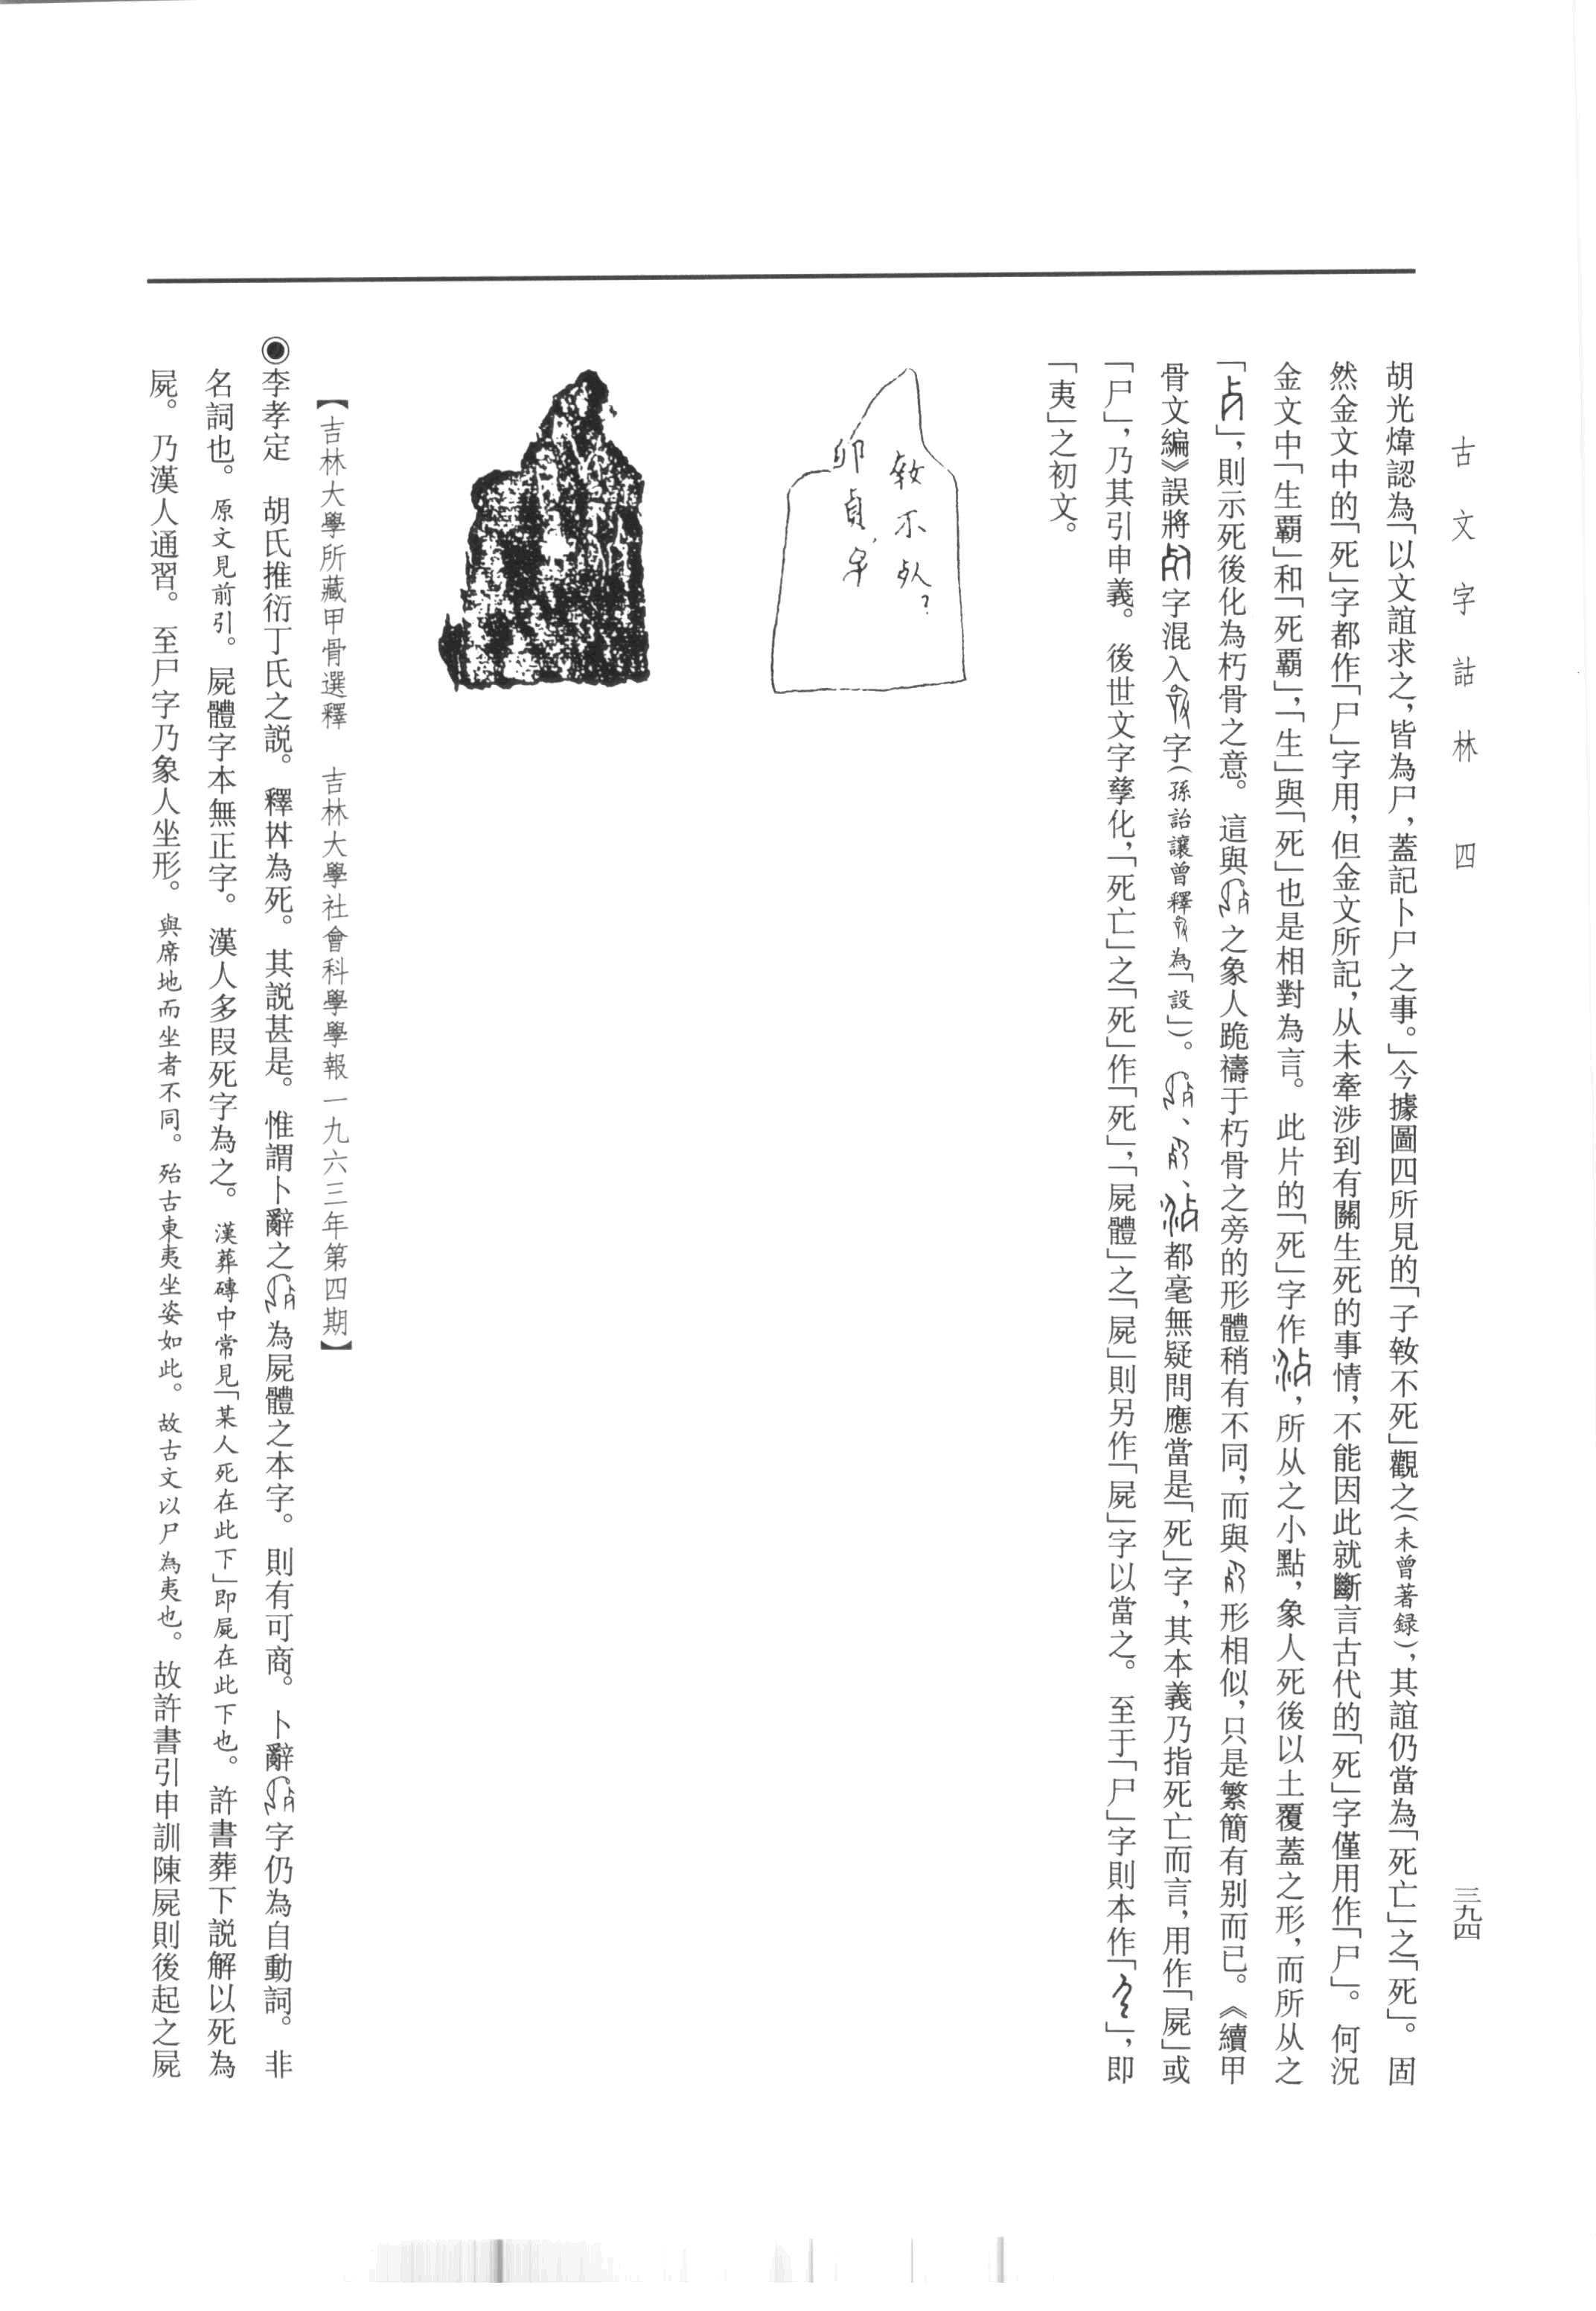 古文字詁林　四
三九四
胡光煒認為「以文誼求之，皆為尸，蓋記卜尸之事。」今據圖四所見的「子㪅不死」觀之（未曾著録），其誼仍當為「死亡」之「死」。固
然金文中的「死」字都作「尸」字用，但金文所記，从未牽涉到有關生死的事情，不能因此就斷言古代的「死」字僅用作「尸」。何況
金文中「生霸」和「死霸」，「生」與「死」也是相對為言。此片的「死」字作，所从之小點，象人死後以土覆蓋之形，而所从之
「」，則示死後化為朽骨之意。這與之象人跪禱于朽骨之旁的形體稍有不同，而與形相似，只是繁簡有别而已。《續甲
骨文編》誤將字混入字（孫詒讓曾釋為「設」）。、、都毫無疑問應當是「死」字，其本義乃指死亡而言，用作「屍」或
「尸」，乃其引申義。後世文字孳化，「死亡」之「死」作「死」，「屍體」之「屍」則另作「屍」字以當之。至于「尸」字則本作「」，即
「夷」之初文。
不？
卯貞，子
【吉林大學所藏甲骨選釋　吉林大學社會科學學報一九六三年第四期】
◉李孝定　胡氏推衍丁氏之説。釋為死。其説甚是。惟謂卜辭之為屍體之本字。則有可商。卜辭字仍為自動詞。非
名詞也。原文見前引。屍體字本無正字。漢人多叚死字為之。漢葬磚中常見「某人死在此下」即屍在此下也。許書葬下説解以死為
屍。乃漢人通習。至尸字乃象人坐形。與席地而坐者不同。殆古東夷坐姿如此。故古文以尸為夷也。故許書引申訓陳屍則後起之屍